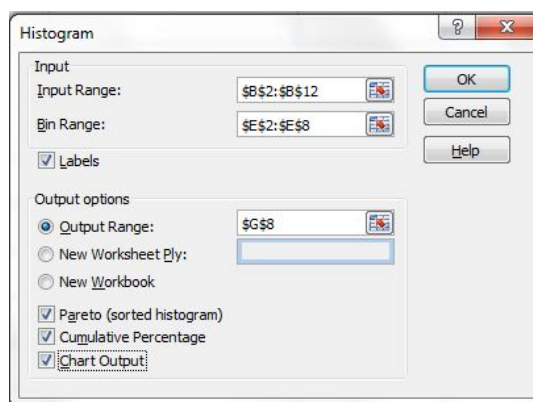 Histogram
?
X
Input
Input Range:
$B$2:$B$12
Bin Range:
$E$2:$E$8
Labels
OK
Cancel
Help
Output options
Output Range:
$G$8
New Worksheet Ply:
New Workbook
Pareto (sorted histogram)
Cumulative Percentage
Chart Output